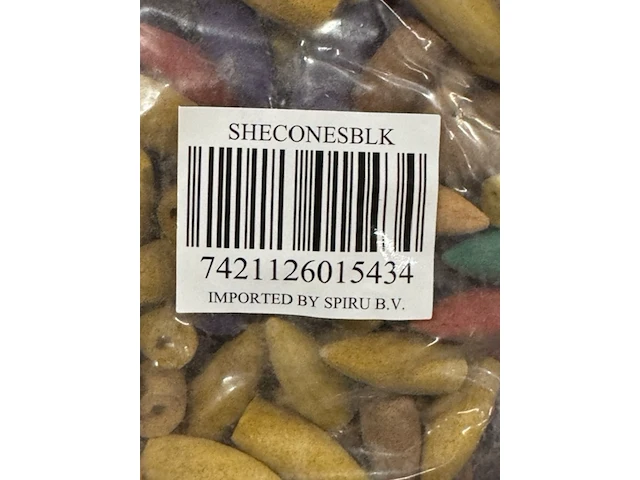 SHECONESBLK
7421126015434
IMPORTED BY SPIRU B.V.